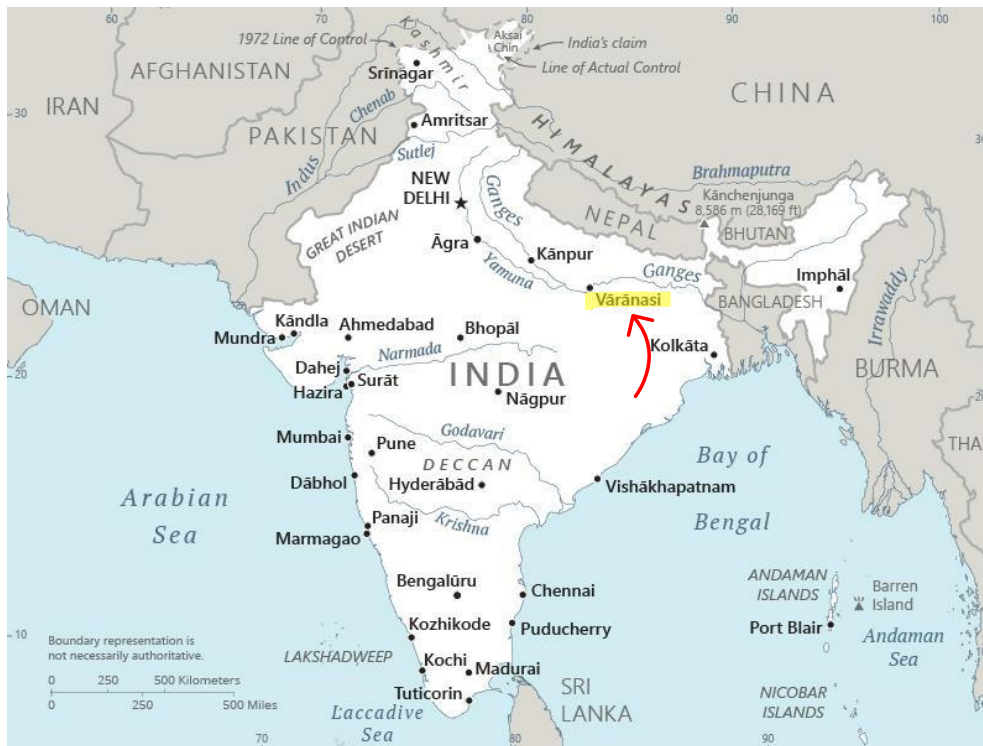 70
80
90
100
1972 Line of Control
Kashmir
Aksai
Chin
India's claim
Line of Actual Control
AFGHANISTAN
Srīnagar
CHINA
IRAN
30
Chenab
Amritsar
PAKISTAN
HIMALAYAS
Indus
Sutlej
Brahmaputra
NEW
DELHI
Ganges
Kānchenjunga
8,586 m (28,169 ft)
NEPAL
BHUTAN
GREAT INDIAN
DESERT
Āgra
Kānpur
Yamuna
Ganges
Imphāl
OMAN
Vārānasi
BANGLADESH
Irrawaddy
Kāndla
Mundra
Ahmedabad
Bhopāl
Kolkāta
Narmada
Dahej
BURMA
20
Surāt
INDIA
Hazira
Nāgpur
Mumbai
Pune
Godavari
THA
DECCAN
Bay of
Bengal
Dābhol
Hyderābād
Vishākhapatnam
Arabian
Sea
Panaji
Krishna
Marmagao
Bengalūru
Chennai
ANDAMAN
ISLANDS
Barren
Island
10
Kozhikode
Puducherry
Port Blair
Andaman
Sea
Boundary representation is
not necessarily authoritative.
LAKSHADWEEP
Kochi
Madurai
0 250 500 Kilometers
0 250 500 Miles
Tuticorin
SRI
LANKA
NICOBAR
ISLANDS
Laccadive
Sea
70
80
90